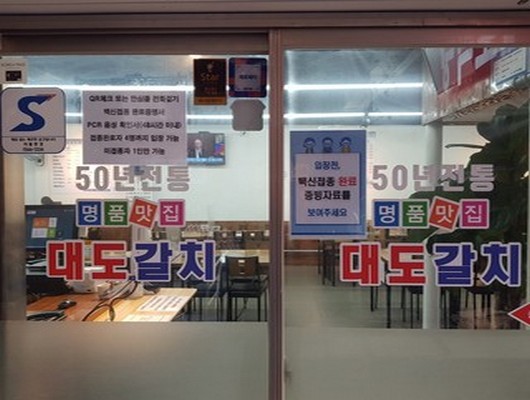 QR체크 또는 안심콜 전화걸기
백신접종 완료증명서
PCR 음성 확인서(48시간 이내)
접종완료자 4명까지 입장 가능
미접종자 1인만 가능
S
50년전통
명품맛집
대도갈치
입장전,
백신접종 완료
증빙자료를
보여주세요
50년전통
명품맛집
대도갈치